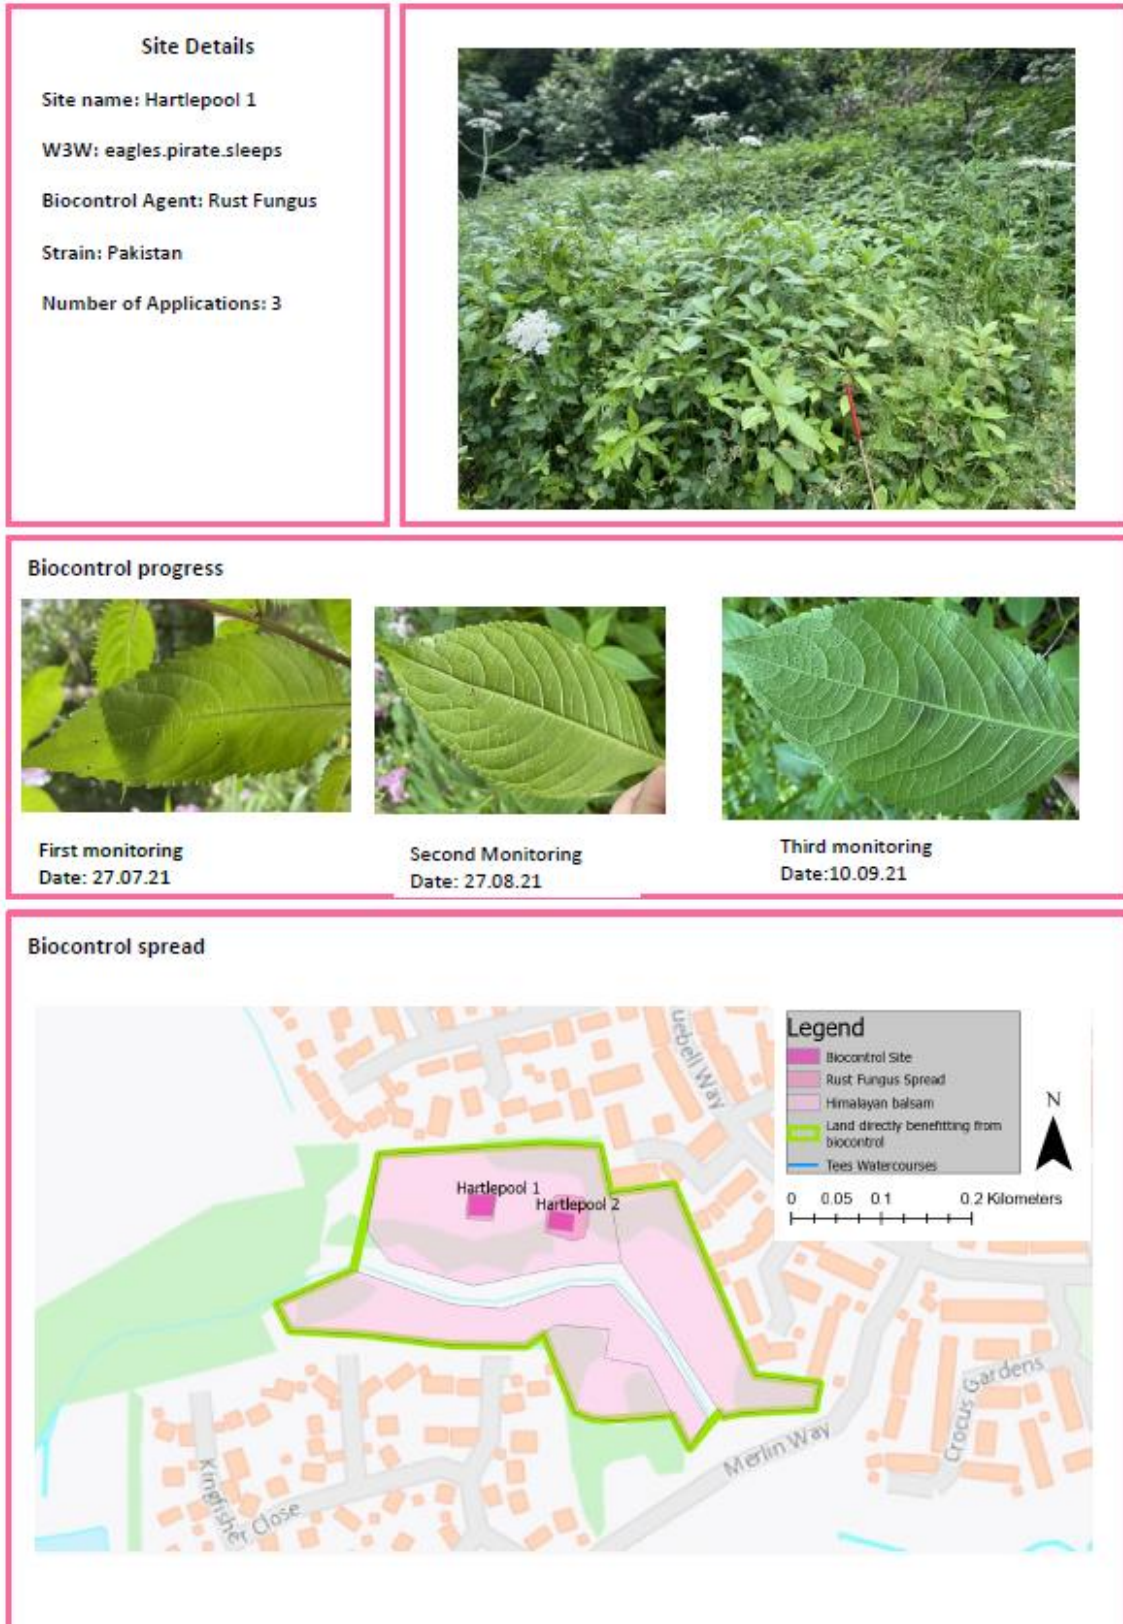 Site Details
Site name: Hartlepool 1
W3W: eagles.pirate.sleeps
Biocontrol Agent: Rust Fungus
Strain: Pakistan
Number of Applications: 3
Biocontrol progress
First monitoring
Date: 27.07.21
Second Monitoring
Date: 27.08.21
Third monitoring
Date:10.09.21
Biocontrol spread
uebell Way
Legend
Biocontrol Site
Rust Fungus Spread
Himalayan balsam
Land directly benefitting from
biocontrol
Tees Watercourses
N
0 0.05 0.1 0.2 Kilometers
Hartlepool 1
Hartlepool 2
Crocus Gardens
Merlin Way
Kingfisher Close